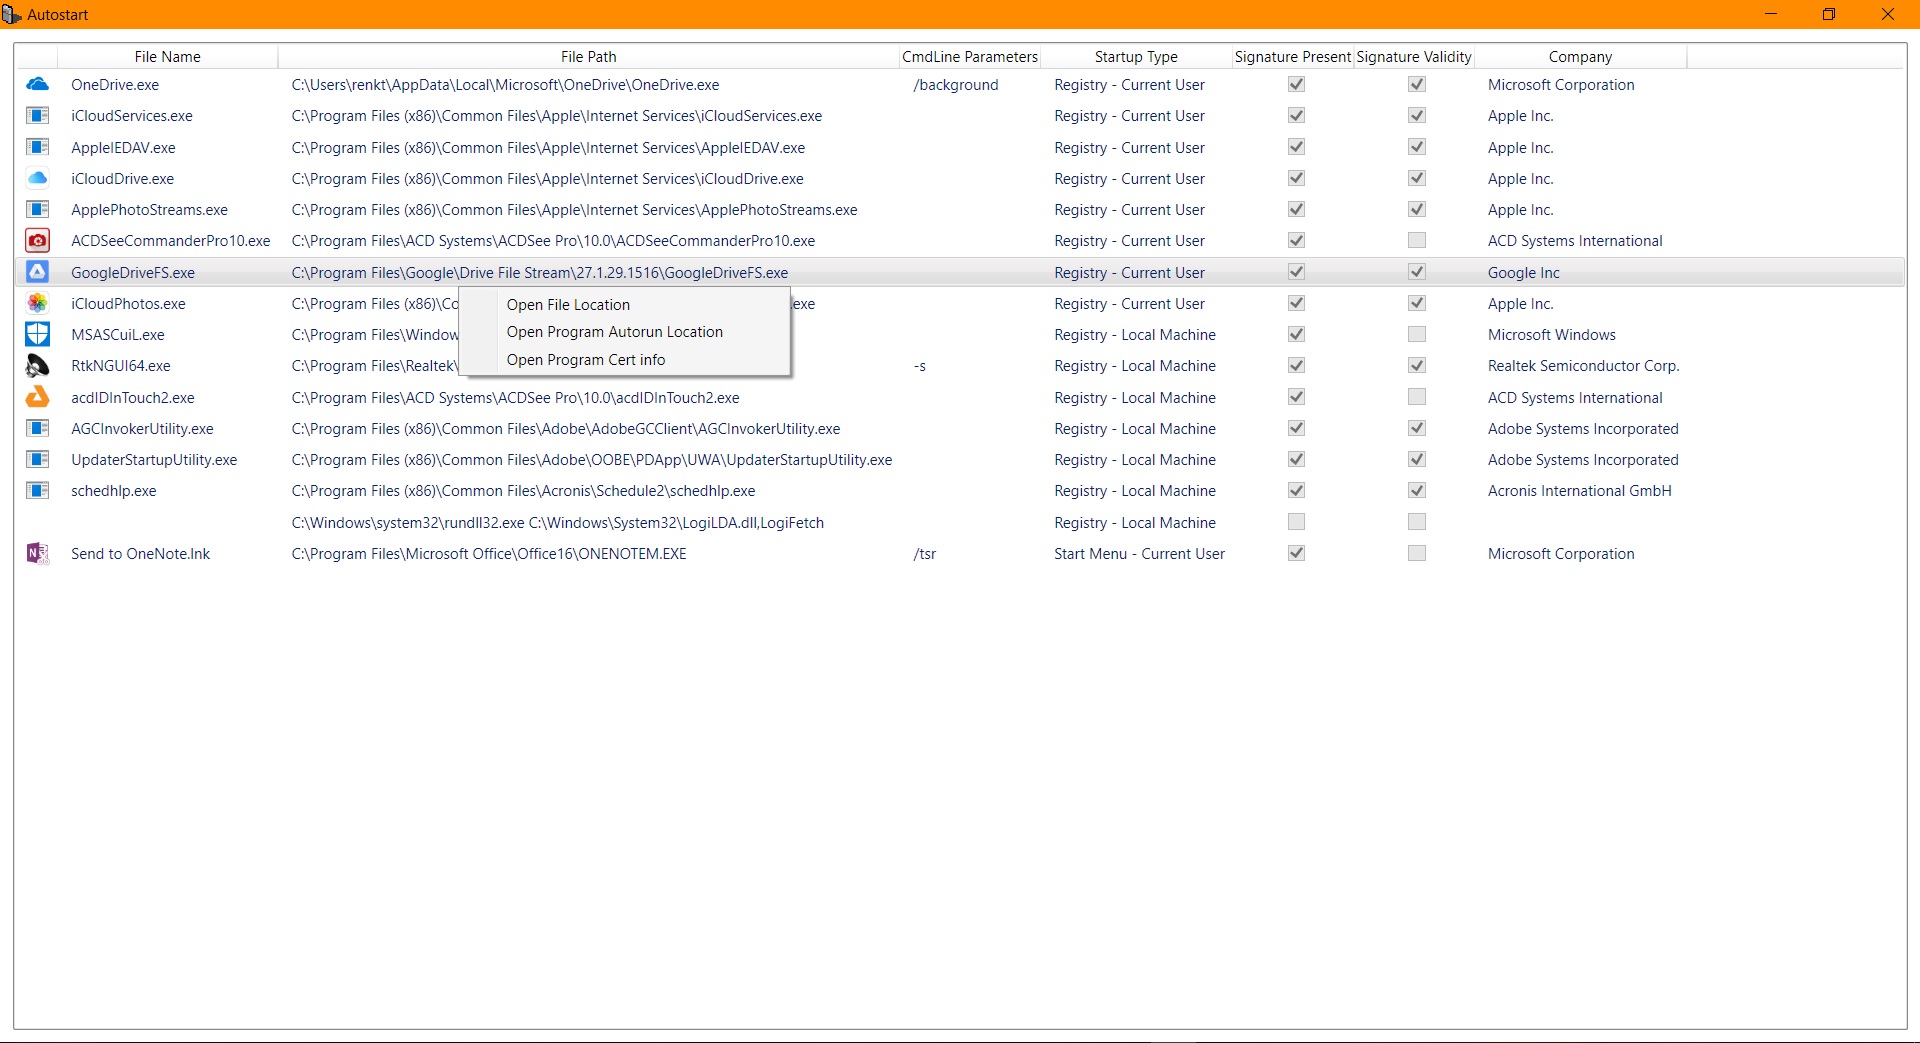 Autostart
File Name File Path CmdLine Parameters Startup Type Signature Present Signature Validity Company
OneDrive.exe C:\Users\renkt\AppData\Local\Microsoft\OneDrive\OneDrive.exe /background Registry - Current User Microsoft Corporation
iCloudServices.exe C:\Program Files (x86)\Common Files\Apple\Internet Services\iCloudServices.exe Registry - Current User Apple Inc.
AppleIEDAV.exe C:\Program Files (x86)\Common Files\Apple\Internet Services\AppleIEDAV.exe Registry - Current User Apple Inc.
iCloudDrive.exe C:\Program Files (x86)\Common Files\Apple\Internet Services\iCloudDrive.exe Registry - Current User Apple Inc.
ApplePhotoStreams.exe C:\Program Files (x86)\Common Files\Apple\Internet Services\ApplePhotoStreams.exe Registry - Current User Apple Inc.
ACDSeeCommanderPro10.exe C:\Program Files\ACD Systems\ACDSee Pro\10.0\ACDSeeCommanderPro10.exe Registry - Current User ACD Systems International
GoogleDriveFS.exe C:\Program Files\Google\Drive File Stream\27.1.29.1516\GoogleDriveFS.exe Registry - Current User Google Inc
iCloudPhotos.exe C:\Program Files (x86)\Co exe Registry - Current User Apple Inc.
MSASCuiL.exe C:\Program Files\Window Registry - Local Machine Microsoft Windows
RtkNGUI64.exe C:\Program Files\Realtek\ -s Registry - Local Machine Realtek Semiconductor Corp.
Open File Location
Open Program Autorun Location
Open Program Cert info
acdIDInTouch2.exe C:\Program Files\ACD Systems\ACDSee Pro\10.0\acdIDInTouch2.exe Registry - Local Machine ACD Systems International
AGCInvokerUtility.exe C:\Program Files (x86)\Common Files\Adobe\AdobeGCClient\AGCInvokerUtility.exe Registry - Local Machine Adobe Systems Incorporated
UpdaterStartupUtility.exe C:\Program Files (x86)\Common Files\Adobe\OOBE\PDApp\UWA\UpdaterStartupUtility.exe Registry - Local Machine Adobe Systems Incorporated
schedhlp.exe C:\Program Files (x86)\Common Files\Acronis\Schedule2\schedhlp.exe Registry - Local Machine Acronis International GmbH
C:\Windows\system32\rundll32.exe C:\Windows\System32\LogiLDA.dll,LogiFetch Registry - Local Machine
Send to OneNote.lnk C:\Program Files\Microsoft Office\Office16\ONENOTEM.EXE /tsr Start Menu - Current User Microsoft Corporation